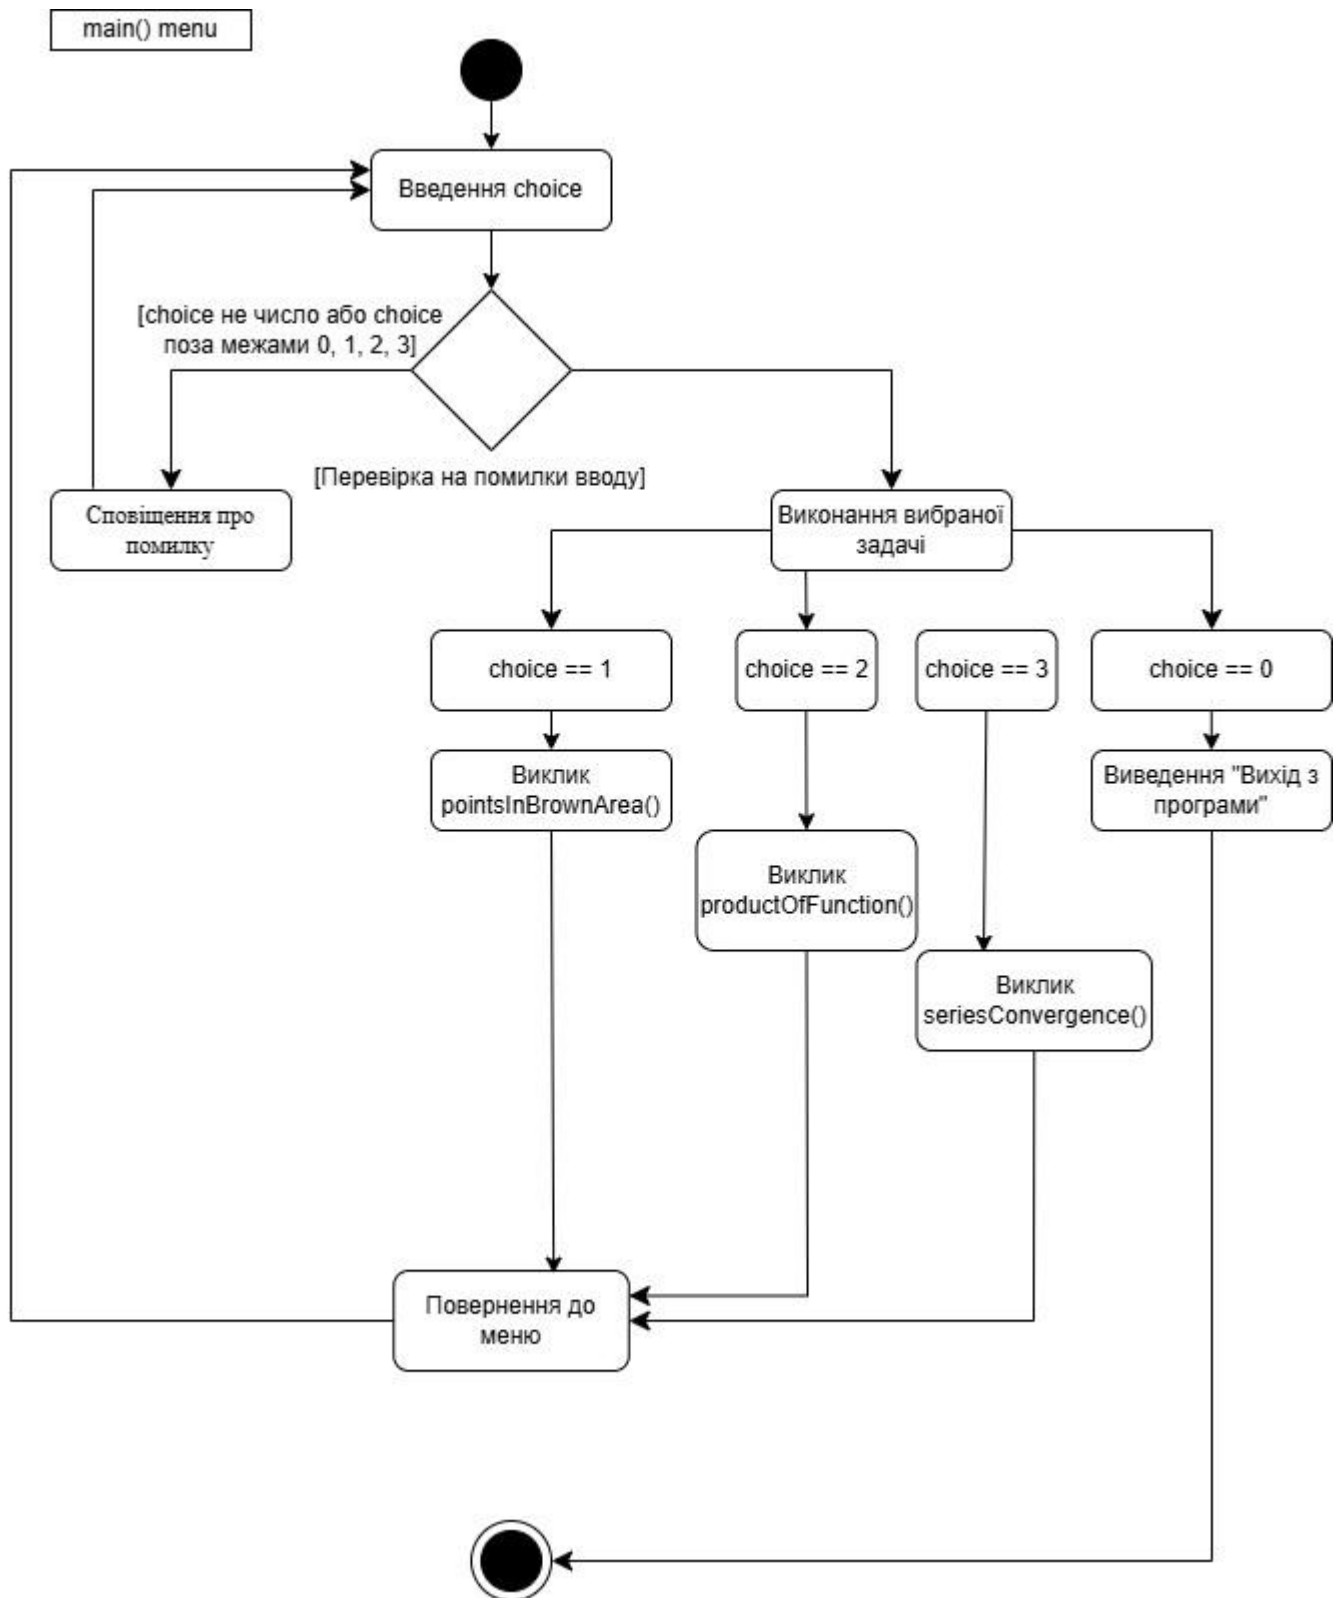 main() menu
Введення choice
[choice не число або choice
поза межами 0, 1, 2, 3]
[Перевірка на помилки вводу]
Сповіщення про
помилку
Виконання вибраної
задачі
choice == 1
choice == 2
choice == 3
choice == 0
Виклик
pointsInBrownArea()
Виведення "Вихід з
програми"
Виклик
productOfFunction()
Виклик
seriesConvergence()
Повернення до
меню